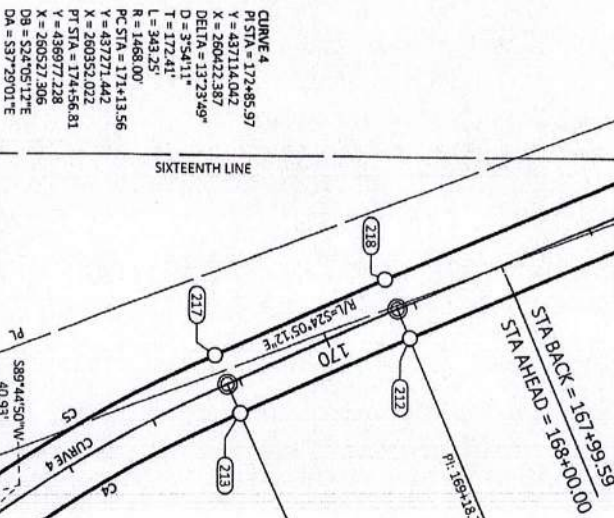 CURVE 4
PI STA = 172+85.97
Y = 437114.042
X = 260422.387
DELTA = 13°23'49"
D = 3°54'11"
T = 172.41'
L = 343.25'
R = 1468.00'
PC STA = 171+13.56
Y = 437271.442
X = 260352.022
PT STA = 174+56.81
Y = 436977.228
X = 260527.306
DB = S24°05'12"E
DA = S37°29'01"E
SIXTEENTH LINE
218
217
R/L=S24°05'12"E
170
212
213
STA BACK = 167+99.59
STA AHEAD = 168+00.00
PI: 169+18.
PL
S89°44'50"W
40.93'
C5
CURVE 4
C4